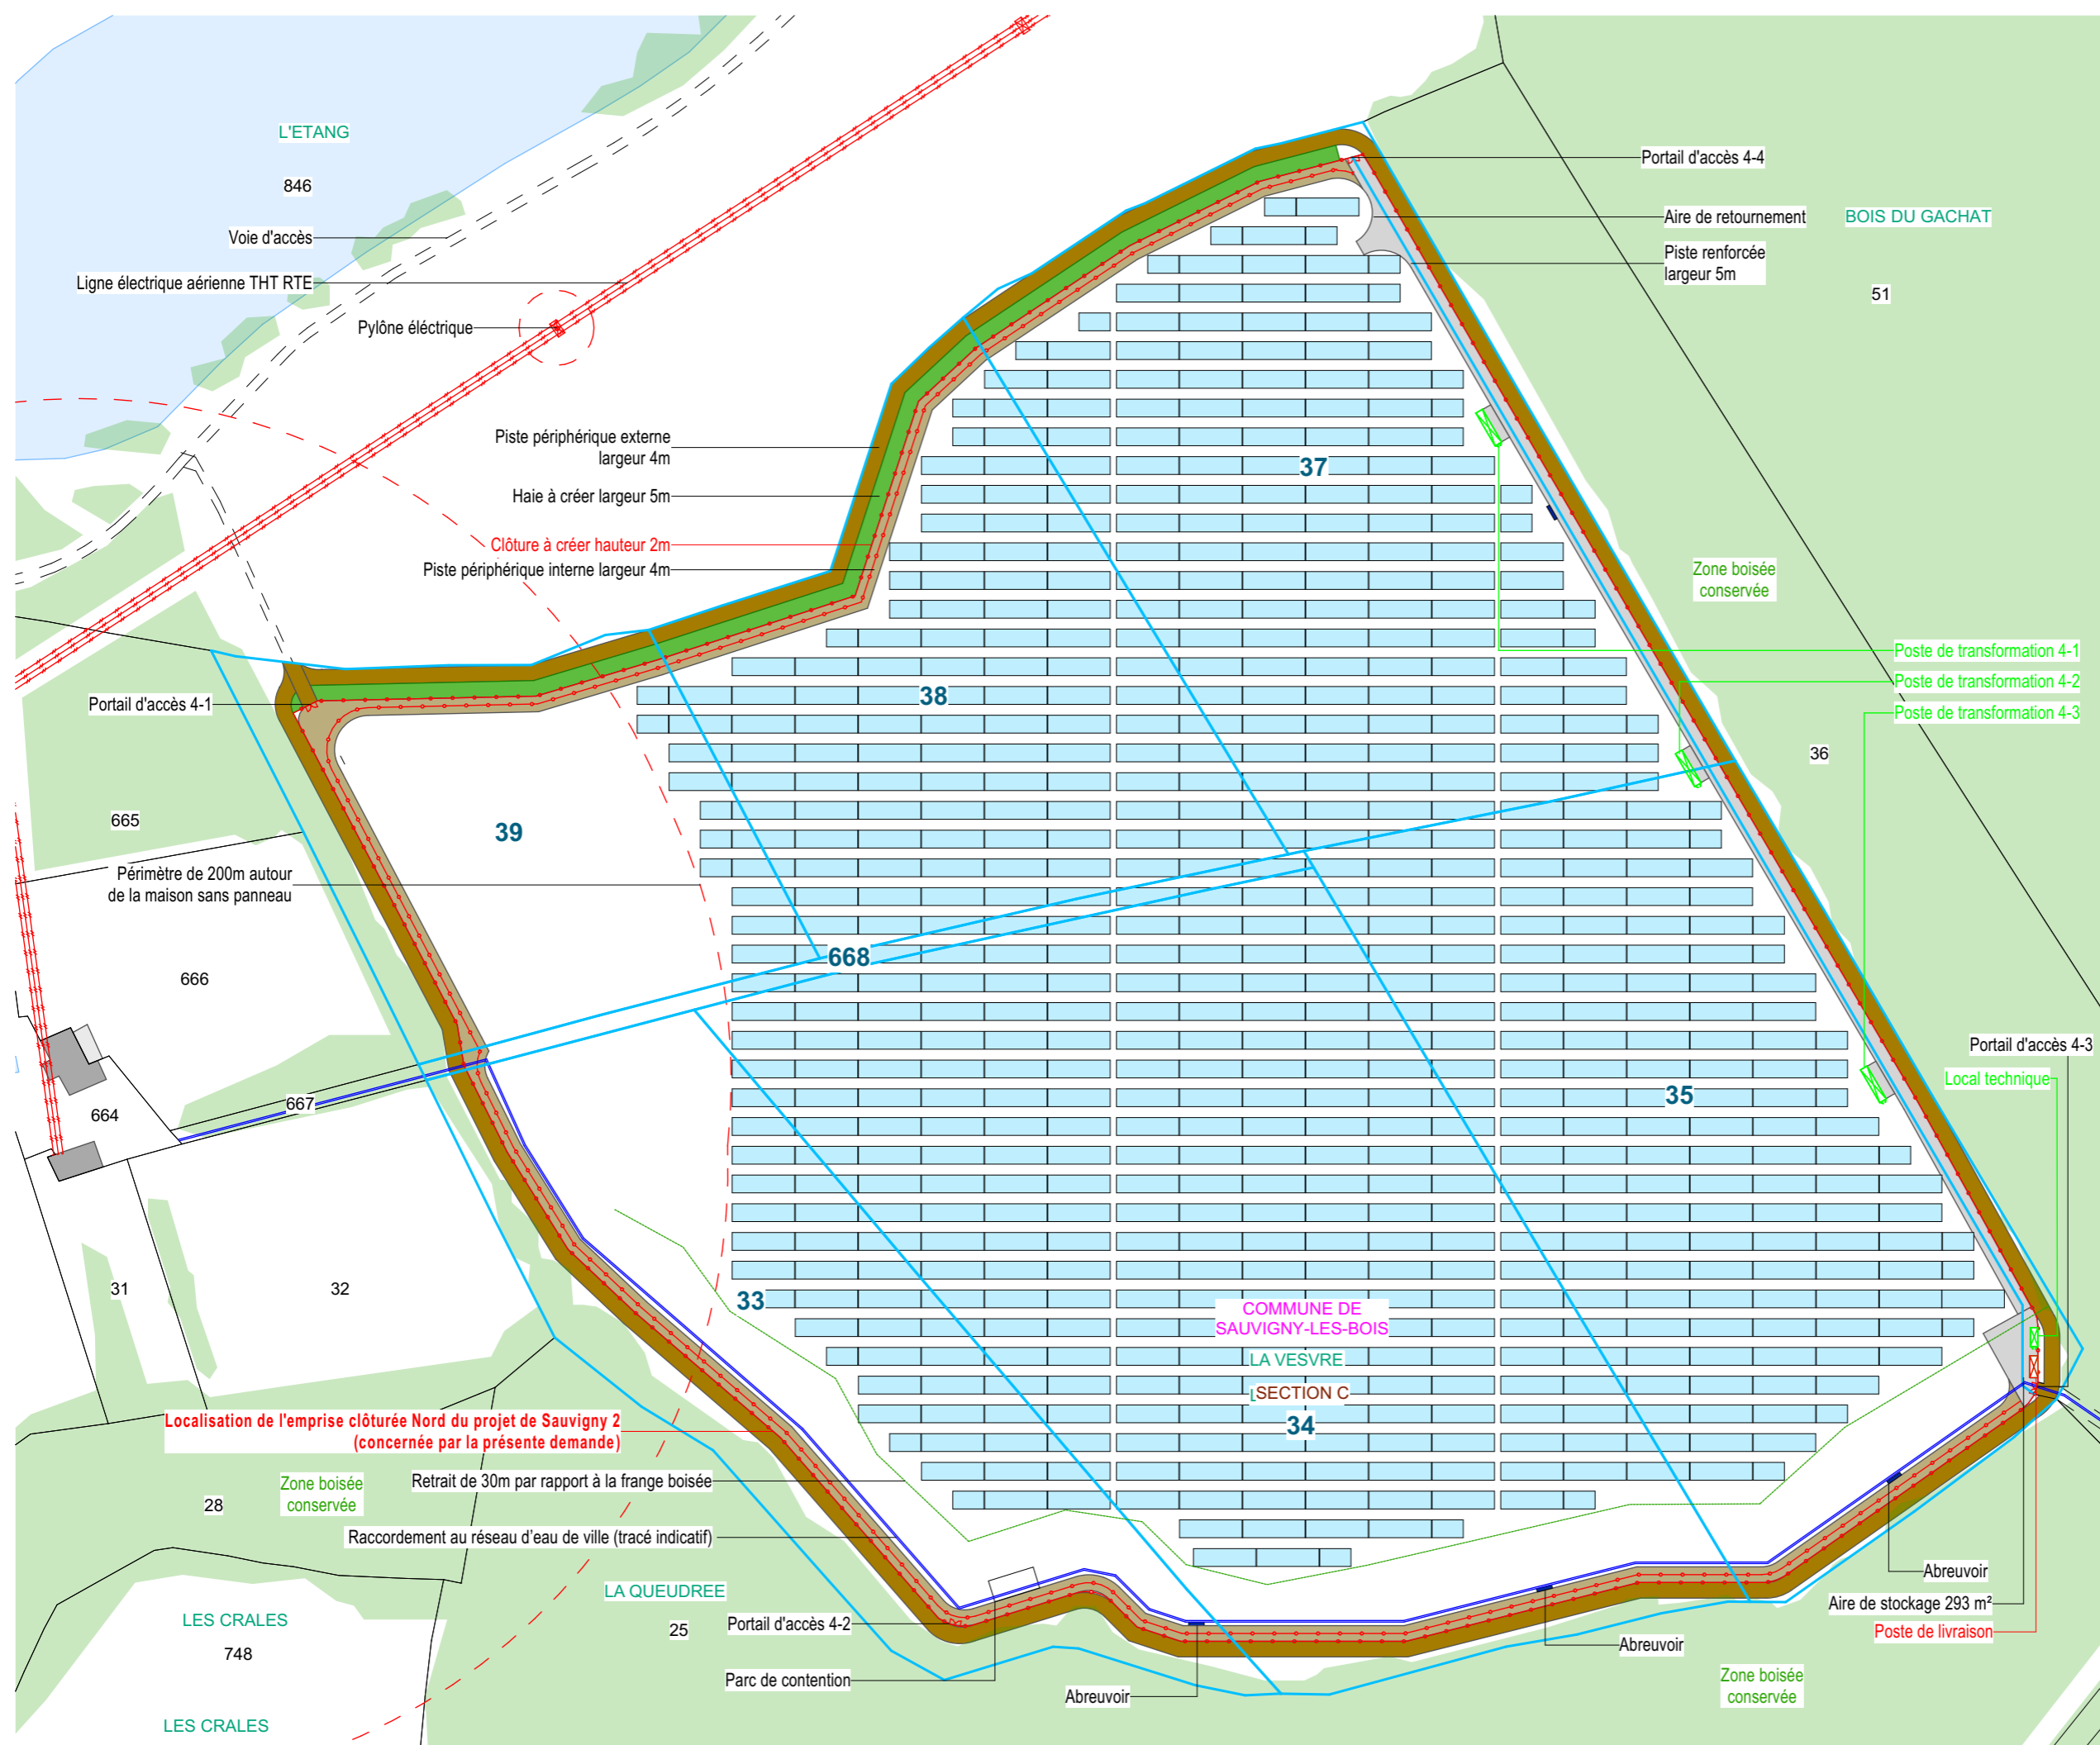 L'ETANG
846
Voie d'accès
Ligne électrique aérienne THT RTE
Pylône éléctrique
Portail d'accès 4-4
Aire de retournement
BOIS DU GACHAT
Piste renforcée
largeur 5m
51
Piste périphérique externe
largeur 4m
Haie à créer largeur 5m
Clôture à créer hauteur 2m
Piste périphérique interne largeur 4m
37
Zone boisée
conservée
Poste de transformation 4-1
Poste de transformation 4-2
Poste de transformation 4-3
Portail d'accès 4-1
38
36
665
39
Périmètre de 200m autour
de la maison sans panneau
668
666
Portail d'accès 4-3
Local technique
664
667
35
31
32
33
COMMUNE DE
SAUVIGNY-LES-BOIS
LA VESVRE
SECTION C
34
Localisation de l'emprise clôturée Nord du projet de Sauvigny 2
(concernée par la présente demande)
Retrait de 30m par rapport à la frange boisée
Zone boisée
conservée
28
Raccordement au réseau d'eau de ville (tracé indicatif)
LA QUEUDREE
25
LES CRALES
748
LES CRALES
Portail d'accès 4-2
Parc de contention
Abreuvoir
Abreuvoir
Abreuvoir
Aire de stockage 293 m²
Poste de livraison
Zone boisée
conservée